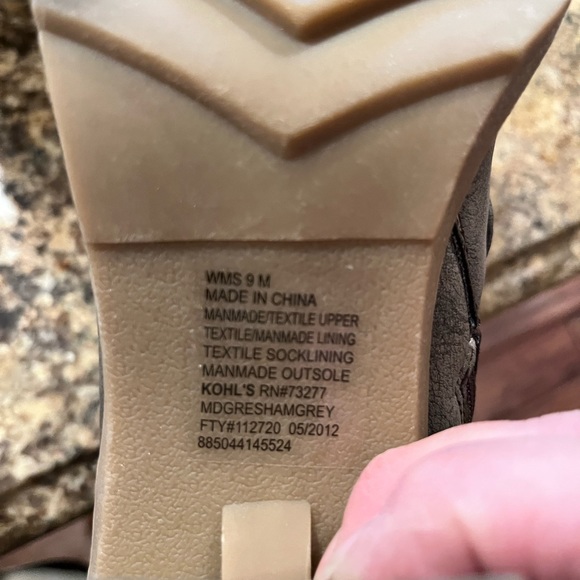 WMS 9 M
MADE IN CHINA
MANMADE/TEXTILE UPPER
TEXTILE/MANMADE LINING
TEXTILE SOCKLINING
MANMADE OUTSOLE
KOHL'S RN#73277
MDGRESHAMGREY
FTY#112720 05/2012
885044145524